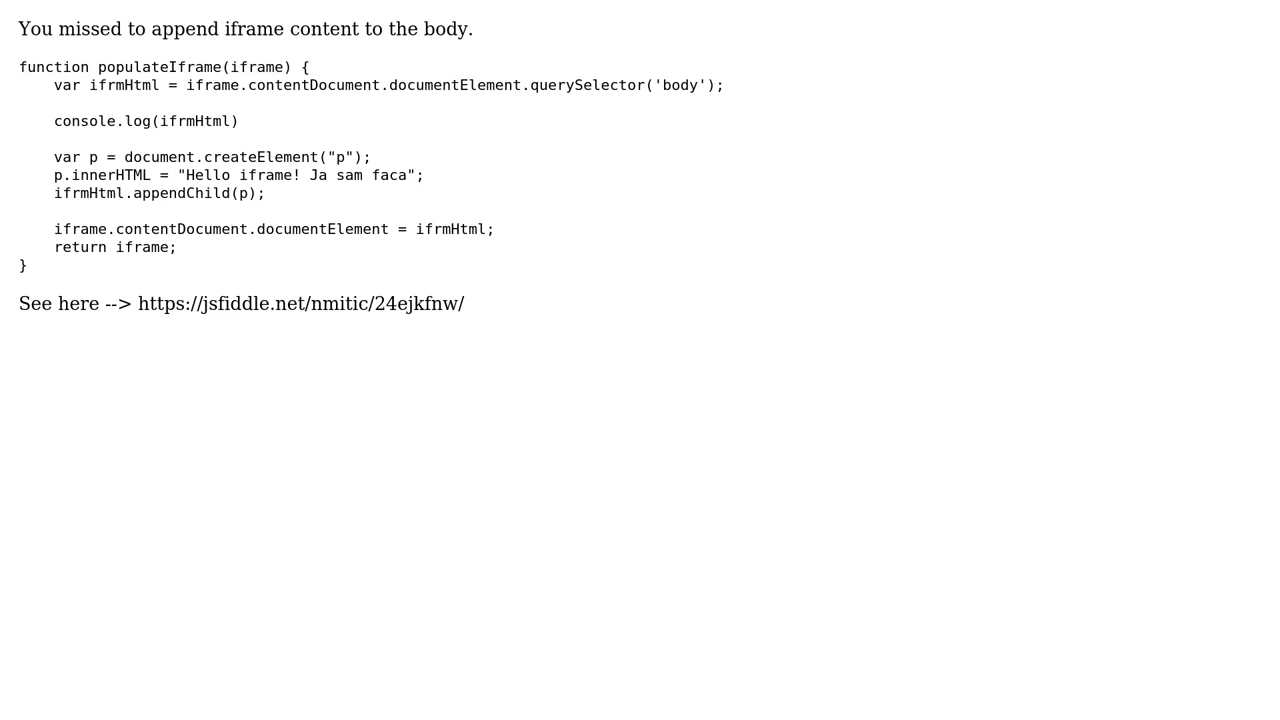 You missed to append iframe content to the body.
function populateIframe(iframe) {
    var ifrmHtml = iframe.contentDocument.documentElement.querySelector('body');
    console.log(ifrmHtml)
    var p = document.createElement("p");
    p.innerHTML = "Hello iframe! Ja sam faca";
    ifrmHtml.appendChild(p);
    iframe.contentDocument.documentElement = ifrmHtml;
    return iframe;
}
See here --> https://jsfiddle.net/nmitic/24ejkfnw/